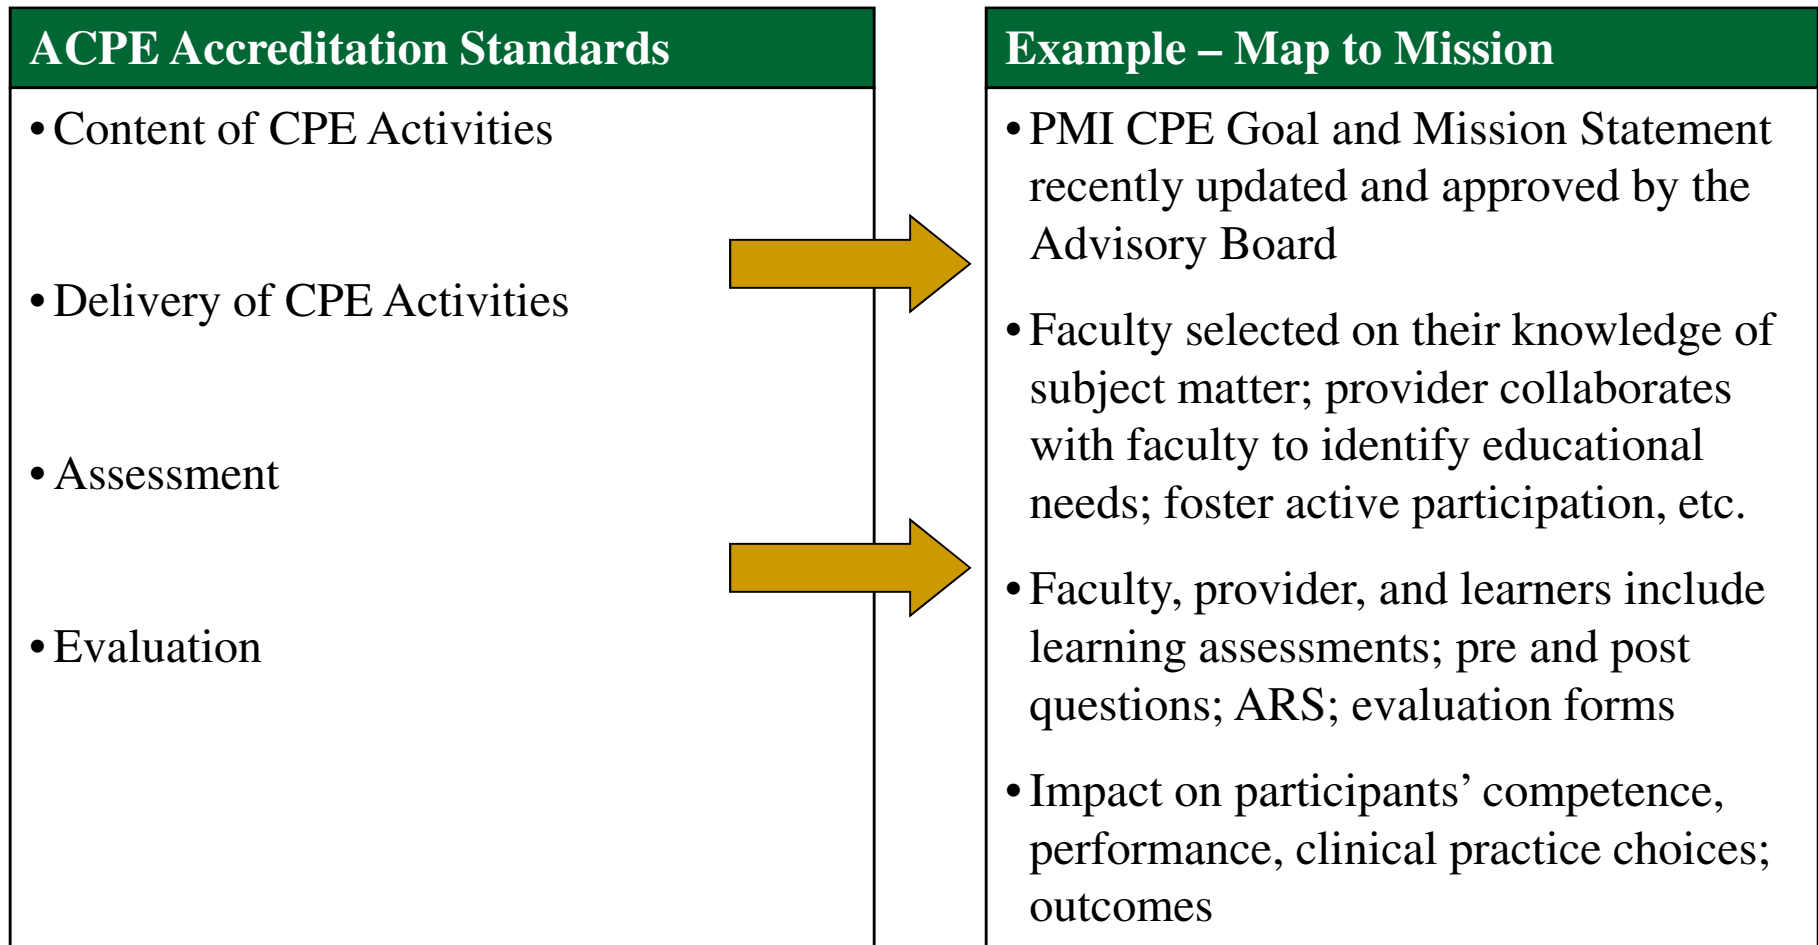 ACPE Accreditation Standards
• Content of CPE Activities
• Delivery of CPE Activities
• Assessment
• Evaluation
Example – Map to Mission
• PMI CPE Goal and Mission Statement
recently updated and approved by the
Advisory Board
• Faculty selected on their knowledge of
subject matter; provider collaborates
with faculty to identify educational
needs; foster active participation, etc.
• Faculty, provider, and learners include
learning assessments; pre and post
questions; ARS; evaluation forms
• Impact on participants’ competence,
performance, clinical practice choices;
outcomes